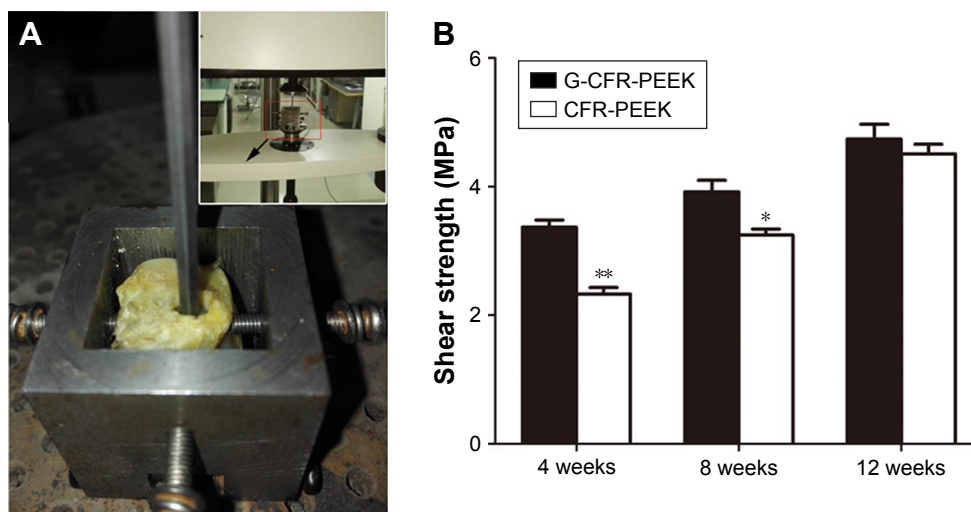 A
B
6
G-CFR-PEEK
CFR-PEEK
Shear strength (MPa)
4
*
**
2
0
4 weeks
8 weeks
12 weeks